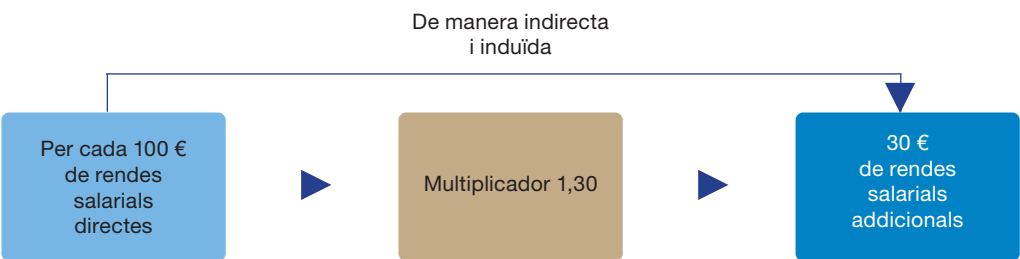 De manera indirecta
i induïda
Per cada 100 €
de rendes
salarials
directes
Multiplicador 1,30
30 €
de rendes
salarials
addicionals